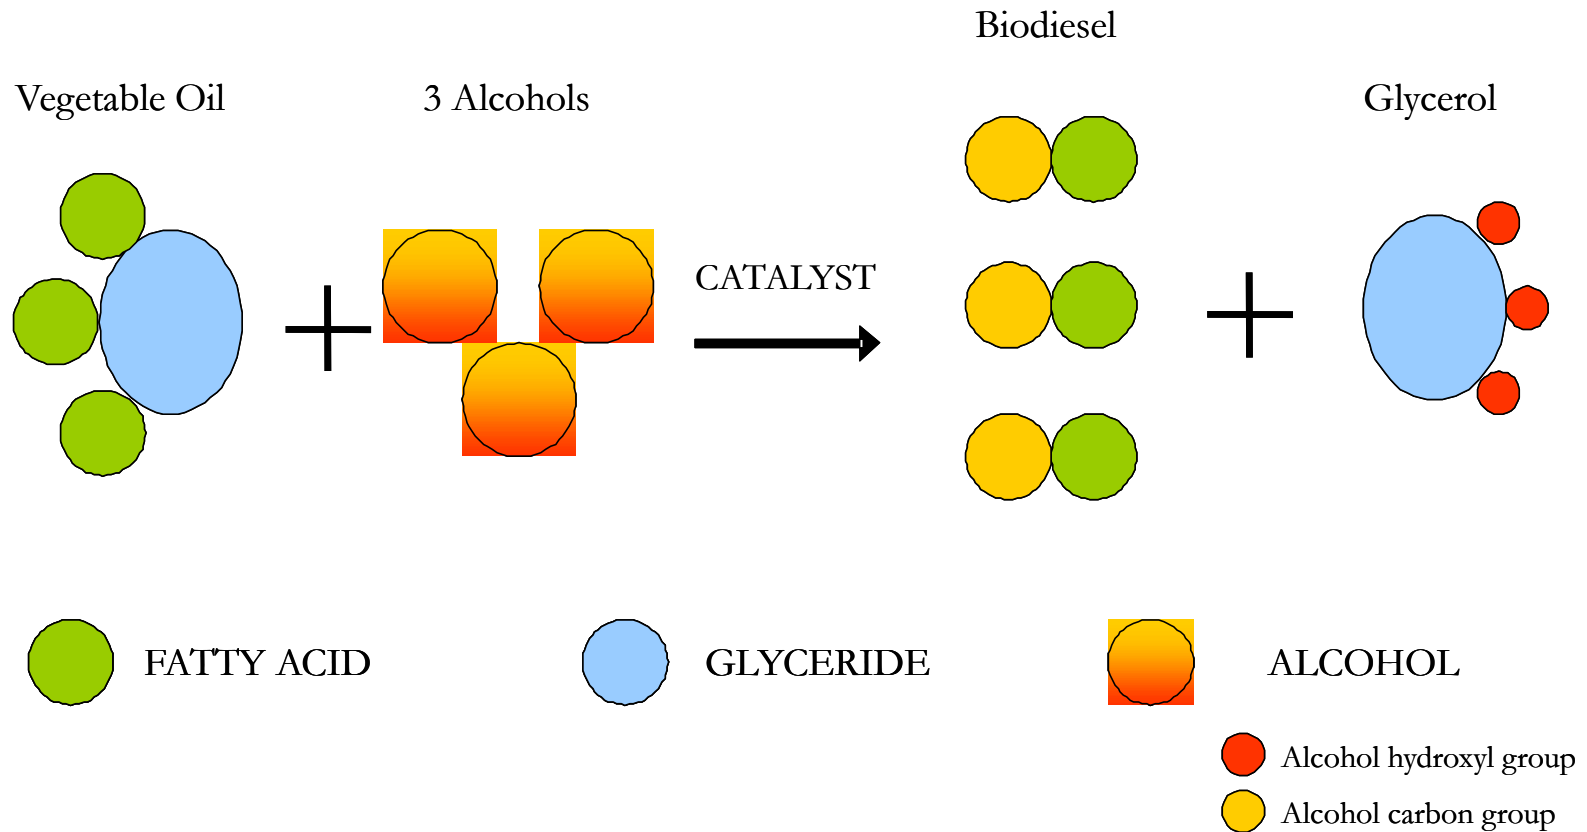 Biodiesel
Vegetable Oil
3 Alcohols
Glycerol
CATALYST
FATTY ACID
GLYCERIDE
ALCOHOL
Alcohol hydroxyl group
Alcohol carbon group